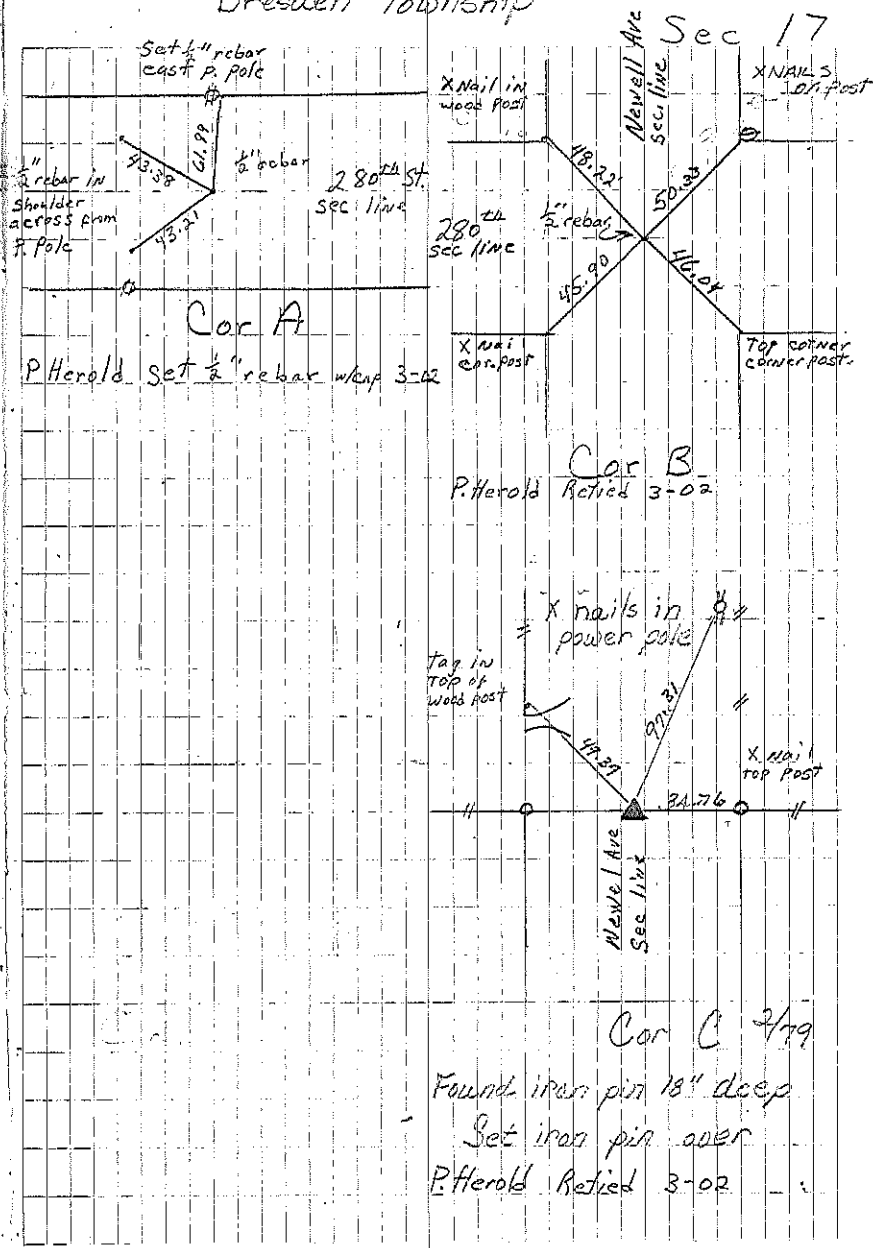 Dresden Township
Sec 17
Set 1/2" rebar
east P. Pole
61.99
43.38
43.21
1/2" rebar
1/2" rebar in
Shoulder
across from
P. Pole
280th St.
Sec. line
Cor A
P Herold Set 1/2" rebar w/cap 3-02
X Nail in
wood post
Newell Ave
Sec. line
X NAILS
on post
48.22'
50.33
280th
Sec line
1/2" rebar
45.90
46.04
X Nail
cor. post
Top corner
corner post.
Cor B
P. Herold Retied 3-02
X nails in
power pole
Tag in
Top of
wood post
47.37
97.31
X Nail
TOP Post
34.76
Newel Ave
Sec line
Cor C 2/79
Found iron pin 18" deep
Set iron pin over
P. Herold Retied 3-02